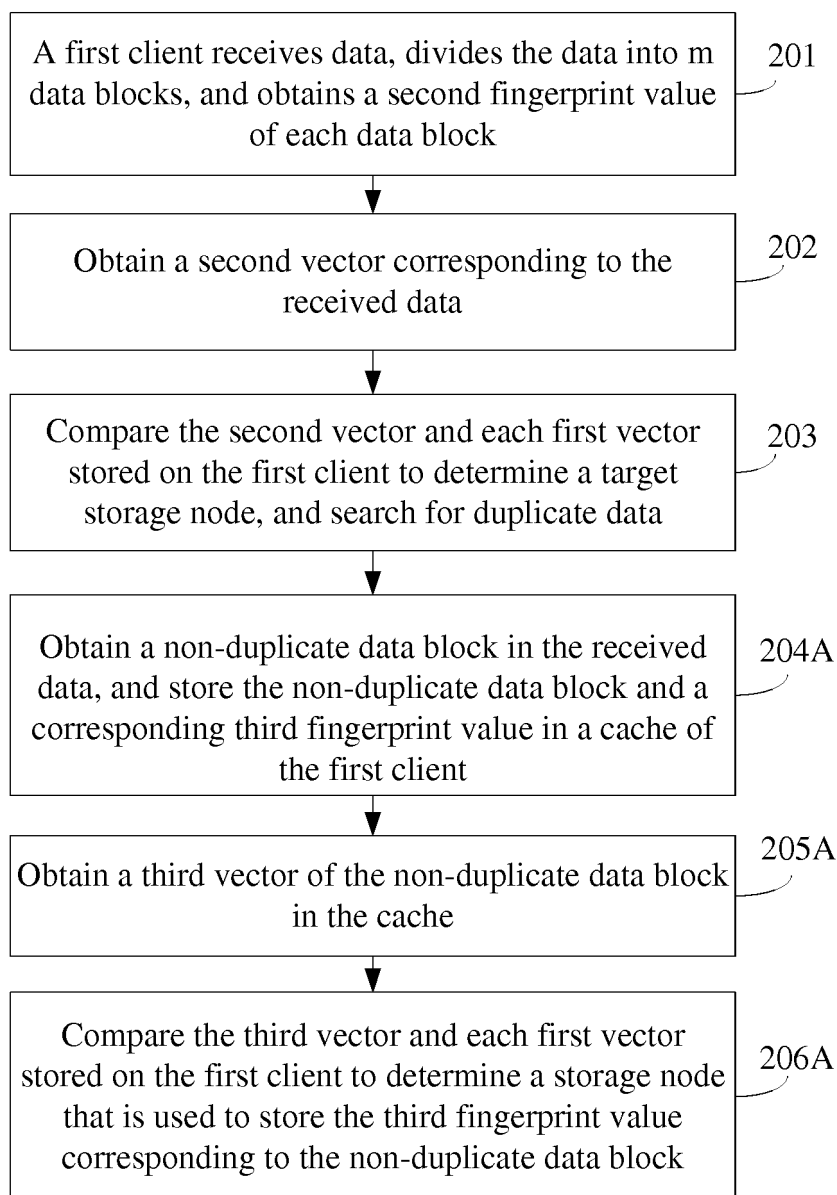 A first client receives data, divides the data into m
data blocks, and obtains a second fingerprint value
of each data block
201
Obtain a second vector corresponding to the
received data
202
Compare the second vector and each first vector
stored on the first client to determine a target
storage node, and search for duplicate data
203
Obtain a non-duplicate data block in the received
data, and store the non-duplicate data block and a
corresponding third fingerprint value in a cache of
the first client
204A
Obtain a third vector of the non-duplicate data block
in the cache
205A
Compare the third vector and each first vector
stored on the first client to determine a storage node
that is used to store the third fingerprint value
corresponding to the non-duplicate data block
206A